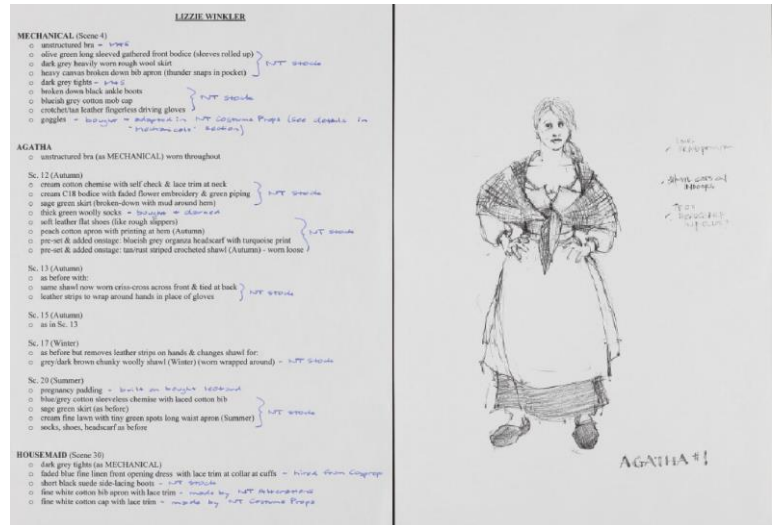 LIZZIE WINKLER
MECHANICAL (Scene 4)
o unstructured bra - M&S
o olive green long sleeved gathered front bodice (sleeves rolled up)
o dark grey heavily worn rough wool skirt
o heavy canvas broken down bib apron (thunder snaps in pocket)
NT Stock
o dark grey tights - M&S
o broken down black ankle boots
o blueish grey cotton mob cap
o crotchet/tan leather fingerless driving gloves
NT Stock
o goggles - bought & adapted in NT Costume Props (see details in 'Mechanicals' section)
AGATHA
o unstructured bra (as MECHANICAL) worn throughout
Sc. 12 (Autumn)
o cream cotton chemise with self check & lace trim at neck
o cream C18 bodice with faded flower embroidery & green piping
o sage green skirt (broken-down with mud around hem)
NT Stock
o thick green woolly socks - bought & dyed
o soft leather flat shoes (like rough slippers)
o peach cotton apron with printing at hem (Autumn)
o pre-set & added onstage: blueish grey organza headscarf with turquoise print
o pre-set & added onstage: tan/rust striped crocheted shawl (Autumn) - worn loose
NT Stock
Sc. 13 (Autumn)
o as before with:
o same shawl now worn criss-cross across front & tied at back
o leather strips to wrap around hands in place of gloves
NT Stock
Sc. 15 (Autumn)
o as in Sc. 13
Sc. 17 (Winter)
o as before but removes leather strips on hands & changes shawl for:
o grey/dark brown chunky woolly shawl (Winter) (worn wrapped around) - NT Stock
Sc. 20 (Summer)
o pregnancy padding - built on bought leotard
o blue/grey cotton sleeveless chemise with laced cotton bib
o sage green skirt (as before)
o cream fine lawn with tiny green spots long waist apron (Summer)
o socks, shoes, headscarf as before
NT Stock
HOUSEMAID (Scene 30)
o dark grey tights (as MECHANICAL)
o faded blue fine linen front opening dress with lace trim at collar at cuffs - hired from Cosprop
o short black suede side-lacing boots - NT Stock
o fine white cotton bib apron with lace trim - made by NT Alterations
o fine white cotton cap with lace trim - made by NT Costume Props
AGATHA #1